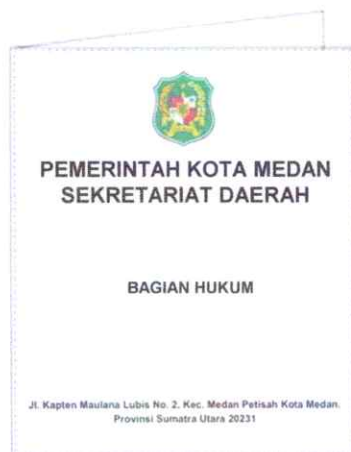 PEMERINTAH KOTA MEDAN
SEKRETARIAT DAERAH
BAGIAN HUKUM
Jl. Kapten Maulana Lubis No. 2. Kec. Medan Petisah Kota Medan.
Provinsi Sumatra Utara 20231